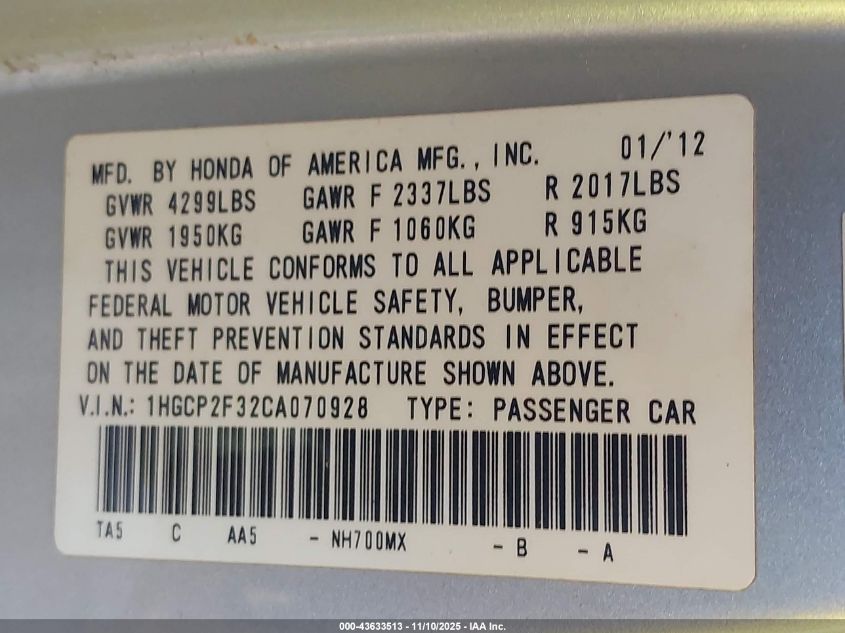 MFD. BY HONDA OF AMERICA MFG., INC. 01/'12
GVWR 4299LBS GAWR F 2337LBS R 2017LBS
GVWR 1950KG GAWR F 1060KG R 915KG
THIS VEHICLE CONFORMS TO ALL APPLICABLE
FEDERAL MOTOR VEHICLE SAFETY, BUMPER,
AND THEFT PREVENTION STANDARDS IN EFFECT
ON THE DATE OF MANUFACTURE SHOWN ABOVE.
V.I.N.: 1HGCP2F32CA070928 TYPE: PASSENGER CAR
TA5 C AA5 - NH700MX - B - A
000-43633513 - 11/10/2025 - IAA Inc.